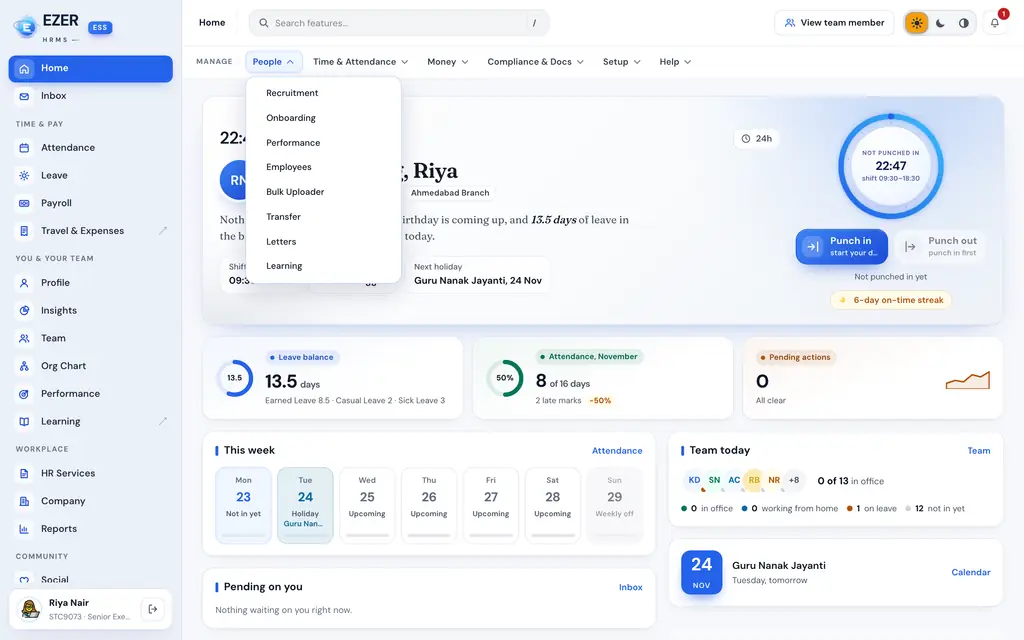 EZER
HRMS
ESS
Home
Inbox
TIME & PAY
Attendance
Leave
Payroll
Travel & Expenses
YOU & YOUR TEAM
Profile
Insights
Team
Org Chart
Performance
Learning
WORKPLACE
HR Services
Company
Reports
COMMUNITY
Social
Riya Nair
STC9073 · Senior Exe...
Home
Search features...
/
View team member
1
MANAGE
People
Time & Attendance
Money
Compliance & Docs
Setup
Help
Recruitment
Onboarding
Performance
Employees
Bulk Uploader
Transfer
Letters
Learning
24h
, Riya
Ahmedabad Branch
irthday is coming up, and 13.5 days of leave in
the b
today.
Shift
Next holiday
Guru Nanak Jayanti, 24 Nov
NOT PUNCHED IN
22:47
shift 09:30–18:30
Punch in
start your d...
Punch out
punch in first
Not punched in yet
6-day on-time streak
13.5
Leave balance
13.5 days
Earned Leave 8.5 · Casual Leave 2 · Sick Leave 3
50%
Attendance, November
8 of 16 days
2 late marks -50%
Pending actions
0
All clear
This week
Attendance
Mon
23
Not in yet
Tue
24
Holiday
Guru Nan...
Wed
25
Upcoming
Thu
26
Upcoming
Fri
27
Upcoming
Sat
28
Upcoming
Sun
29
Weekly off
Team today
Team
KD SN AC RB NR +8
0 of 13 in office
0 in office
0 working from home
1 on leave
12 not in yet
24
NOV
Guru Nanak Jayanti
Tuesday, tomorrow
Calendar
Pending on you
Inbox
Nothing waiting on you right now.